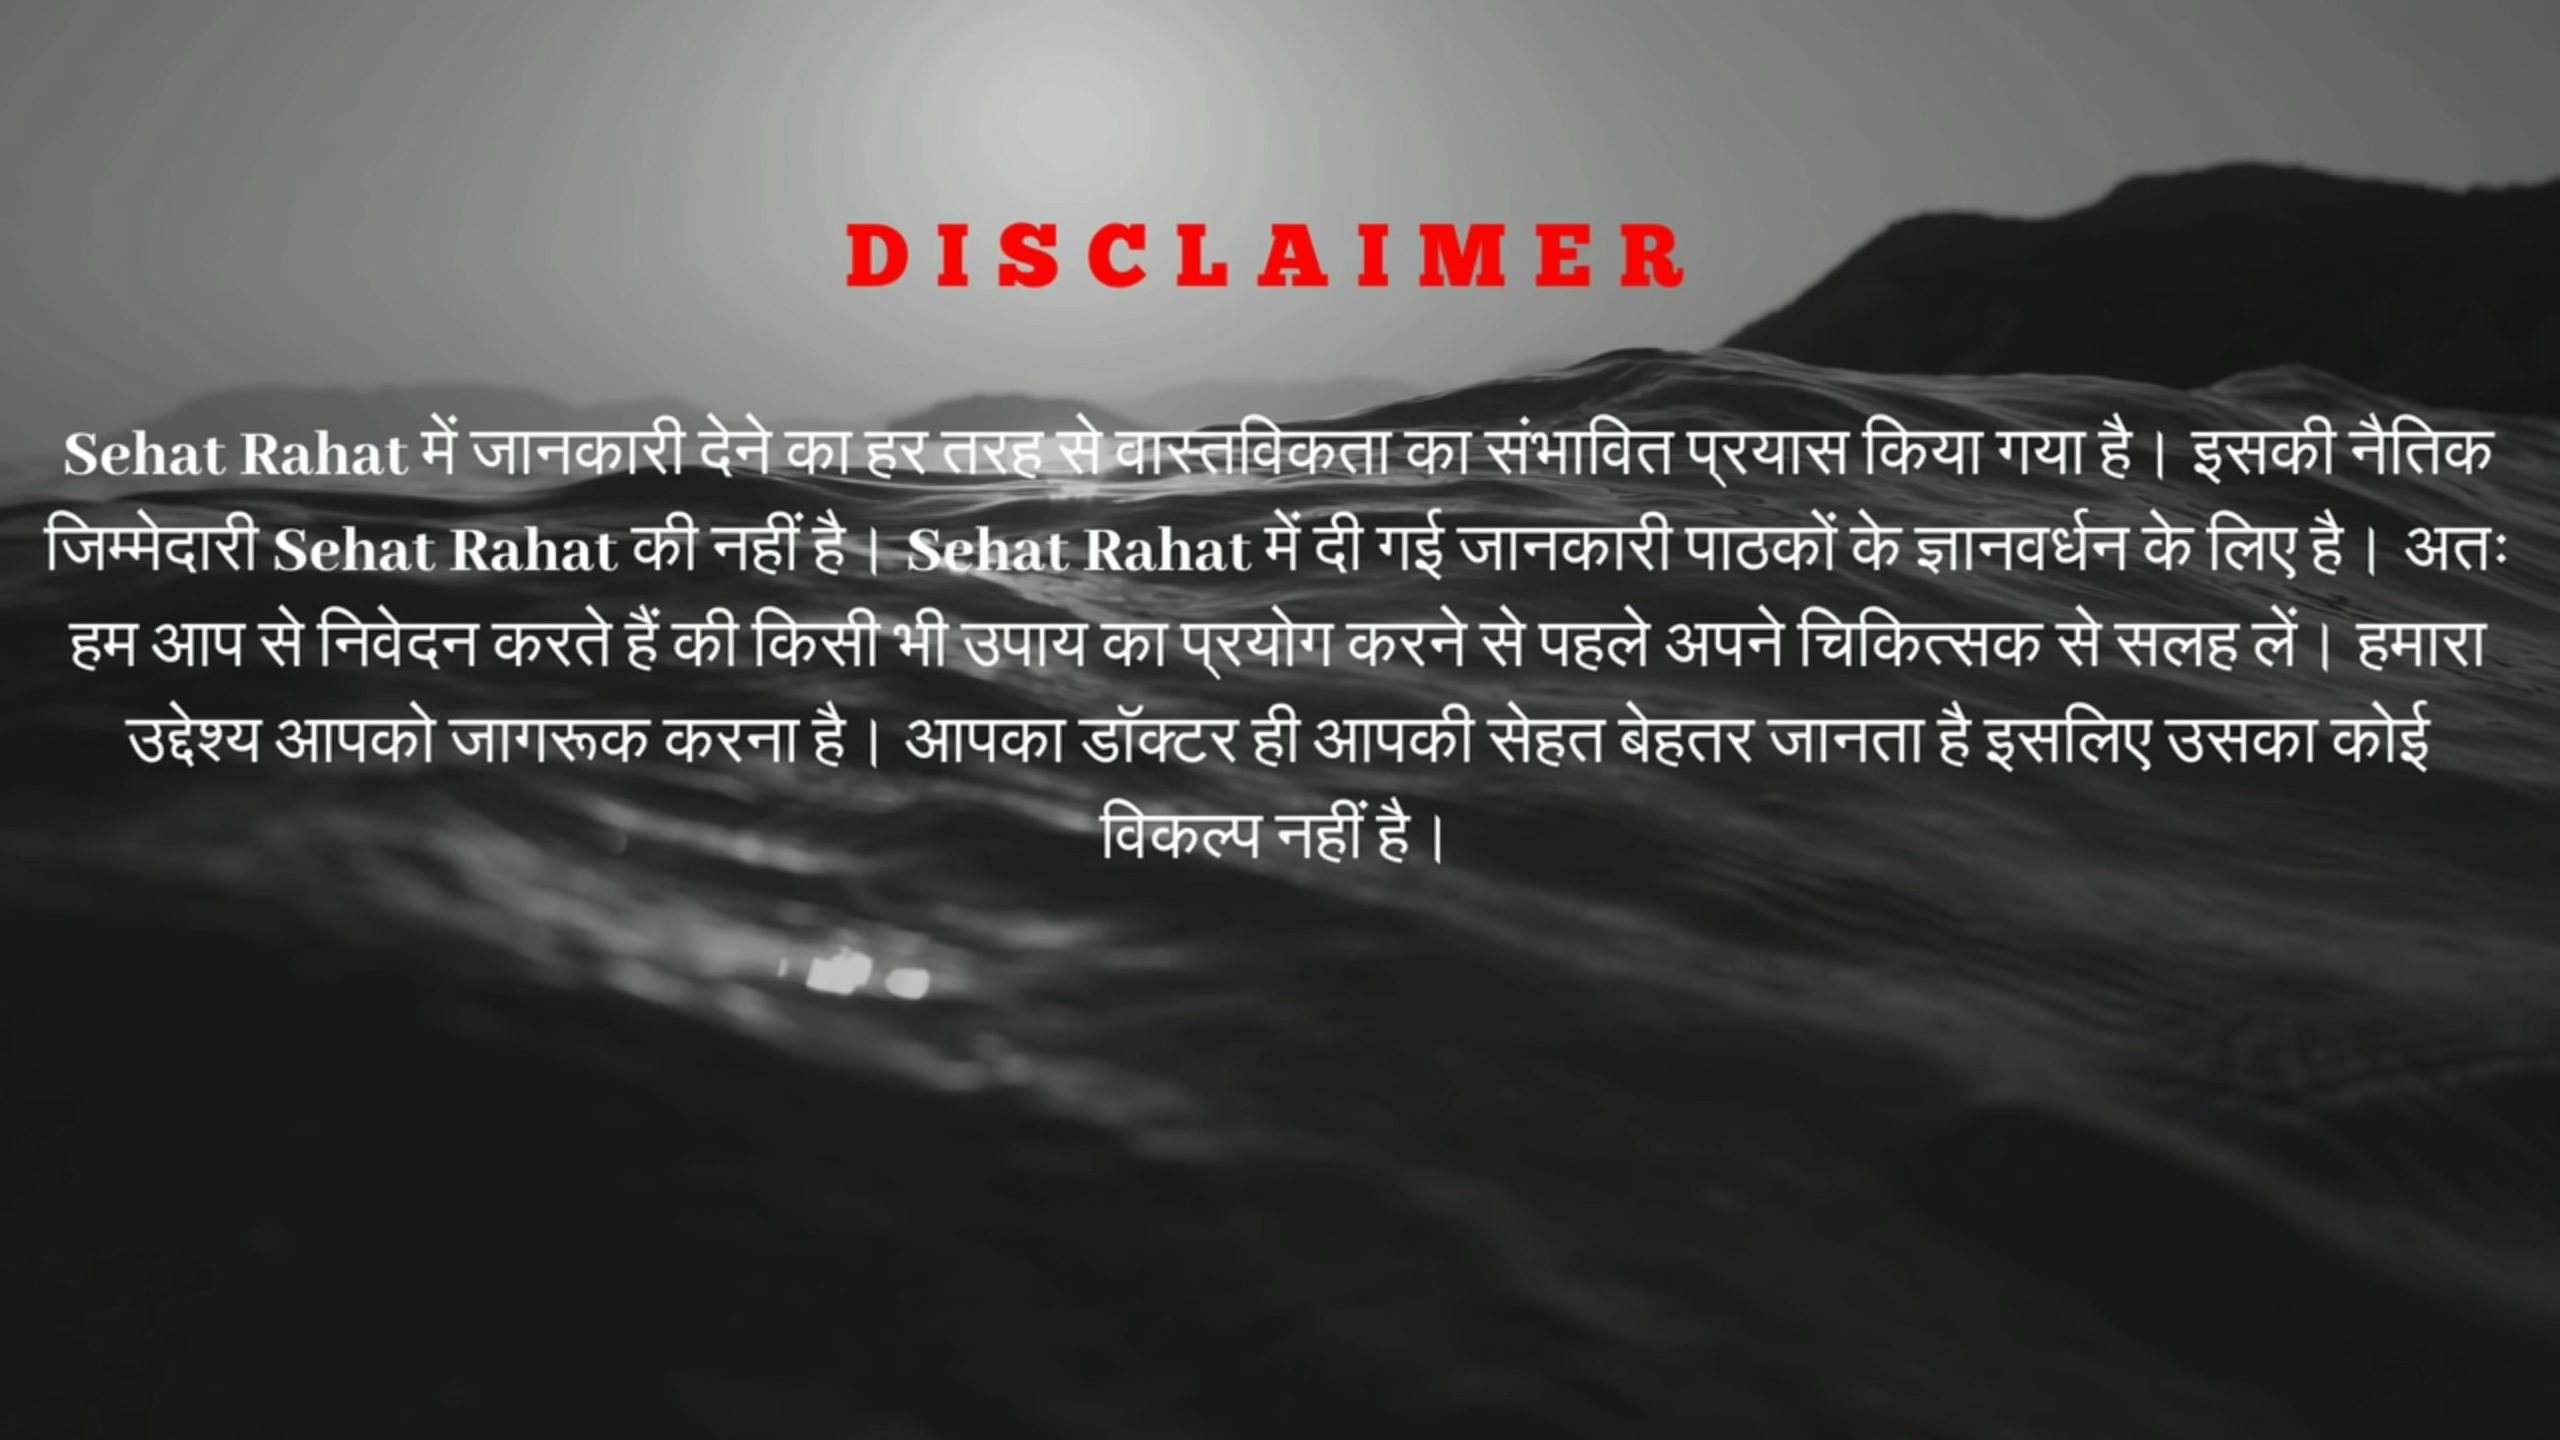 DISCLAIMER
Sehat Rahat में जानकारी देने का हर तरह से वास्तविकता का संभावित प्रयास किया गया है। इसकी नैतिक
जिम्मेदारी Sehat Rahat की नहीं है। Sehat Rahat में दी गई जानकारी पाठकों के ज्ञानवर्धन के लिए है। अतः
हम आप से निवेदन करते हैं की किसी भी उपाय का प्रयोग करने से पहले अपने चिकित्सक से सलह लें। हमारा
उद्देश्य आपको जागरूक करना है। आपका डॉक्टर ही आपकी सेहत बेहतर जानता है इसलिए उसका कोई
विकल्प नहीं है।